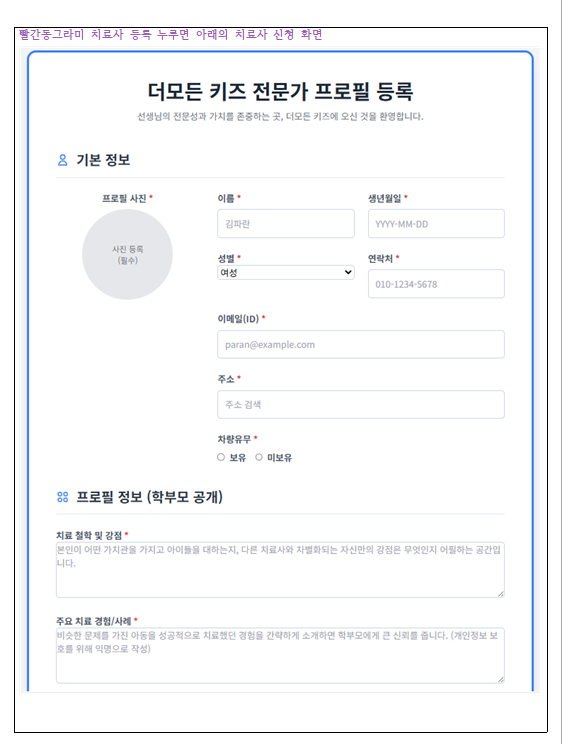 빨간동그라미 치료사 등록 누루면 아래의 치료사 신청 화면
더모든 키즈 전문가 프로필 등록
선생님의 전문성과 가치를 존중하는 곳, 더모든 키즈에 오신 것을 환영합니다.
기본 정보
프로필 사진 *
사진 등록
(필수)
이름 *
김파란
생년월일 *
YYYY-MM-DD
성별 *
여성
연락처 *
010-1234-5678
이메일(ID) *
paran@example.com
주소 *
주소 검색
차량유무 *
보유 미보유
프로필 정보 (학부모 공개)
치료 철학 및 강점 *
본인이 어떤 가치관을 가지고 아이들을 대하는지, 다른 치료사와 차별화되는 자신만의 강점은 무엇인지 어필하는 공간입
니다.
주요 치료 경험/사례 *
비슷한 문제를 가진 아동을 성공적으로 치료했던 경험을 간략하게 소개하면 학부모에게 큰 신뢰를 줍니다. (개인정보 보
호를 위해 익명으로 작성)